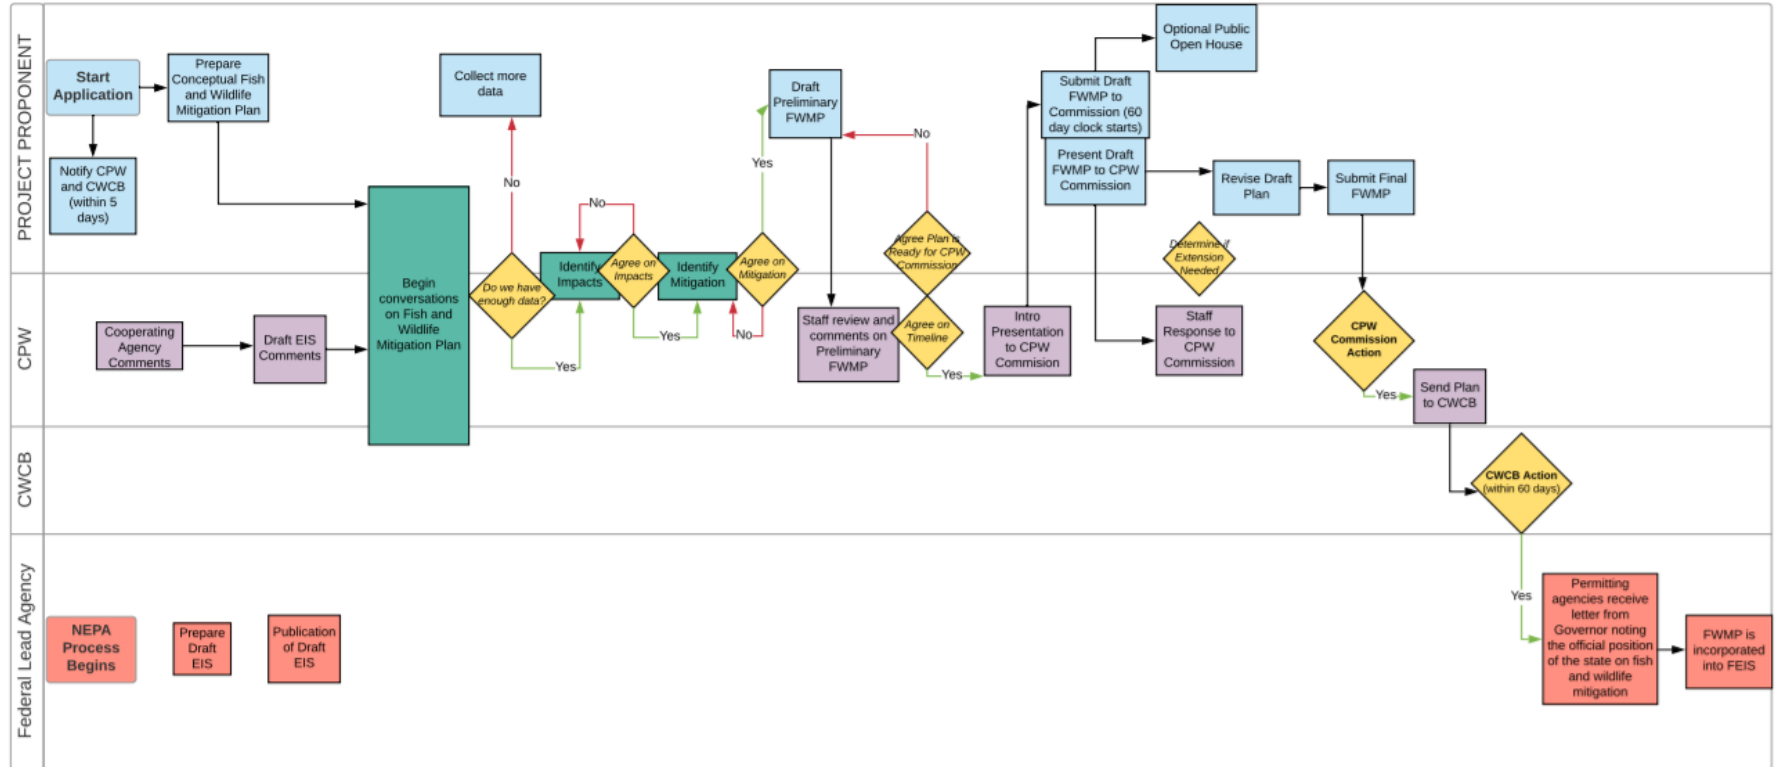 PROJECT PROPONENT
Start
Application
Prepare
Conceptual Fish
and Wildlife
Mitigation Plan
Notify CPW
and CWCB
(within 5
days)
Collect more
data
No
Draft
Preliminary
FWMP
Yes
No
No
Submit Draft
FWMP to
Commission (60
day clock starts)
Optional Public
Open House
Present Draft
FWMP to CPW
Commission
Revise Draft
Plan
Submit Final
FWMP
Agree Plan is
Ready for CPW
Commission
Determine if
Extension
Needed
CPW
Cooperating
Agency
Comments
Draft EIS
Comments
Begin
conversations
on Fish and
Wildlife
Mitigation Plan
Do we have
enough data?
Yes
Identify
Impacts
Agree on
Impacts
Yes
Identify
Mitigation
Agree on
Mitigation
No
Staff review and
comments on
Preliminary
FWMP
Agree on
Timeline
Yes
Intro
Presentation
to CPW
Commision
Staff
Response to
CPW
Commission
CPW
Commission
Action
Yes
Send Plan
to CWCB
CWCB
CWCB Action
(within 60 days)
Yes
Federal Lead Agency
NEPA
Process
Begins
Prepare
Draft
EIS
Publication
of Draft
EIS
Permitting
agencies receive
letter from
Governor noting
the official position
of the state on fish
and wildlife
mitigation
FWMP is
incorporated
into FEIS